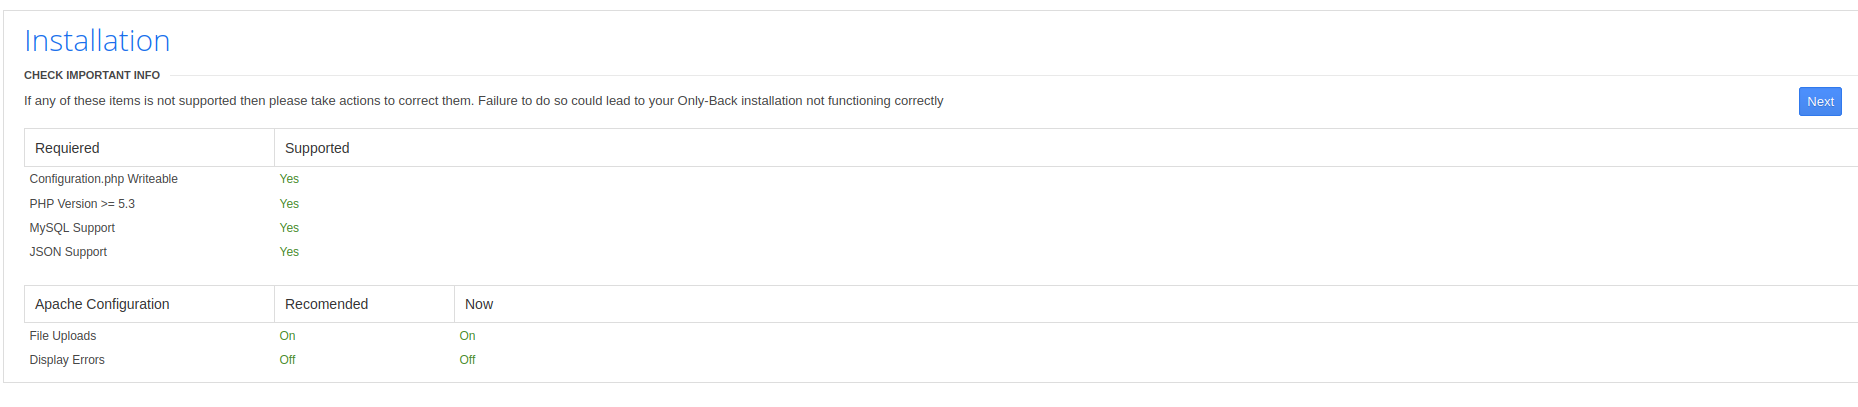 Installation
CHECK IMPORTANT INFO
If any of these items is not supported then please take actions to correct them. Failure to do so could lead to your Only-Back installation not functioning correctly
Next
Requiered Supported
Configuration.php Writeable Yes
PHP Version >= 5.3 Yes
MySQL Support Yes
JSON Support Yes
Apache Configuration Recomended Now
File Uploads On On
Display Errors Off Off